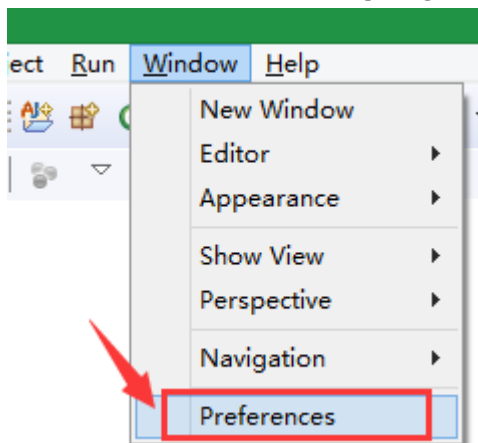 ect Run Window Help
New Window
Editor
Appearance
Show View
Perspective
Navigation
Preferences